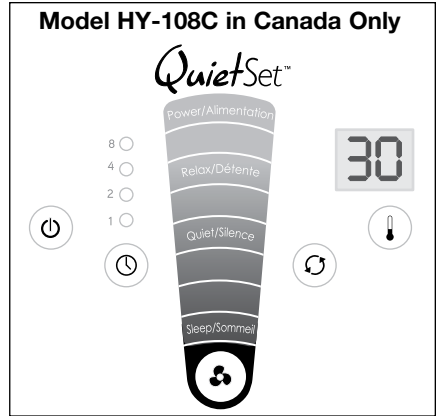 Model HY-108C in Canada Only
QuietSet™
Power/Alimentation
8
4
Relax/Détente
30
2
1
Quiet/Silence
Sleep/Sommeil